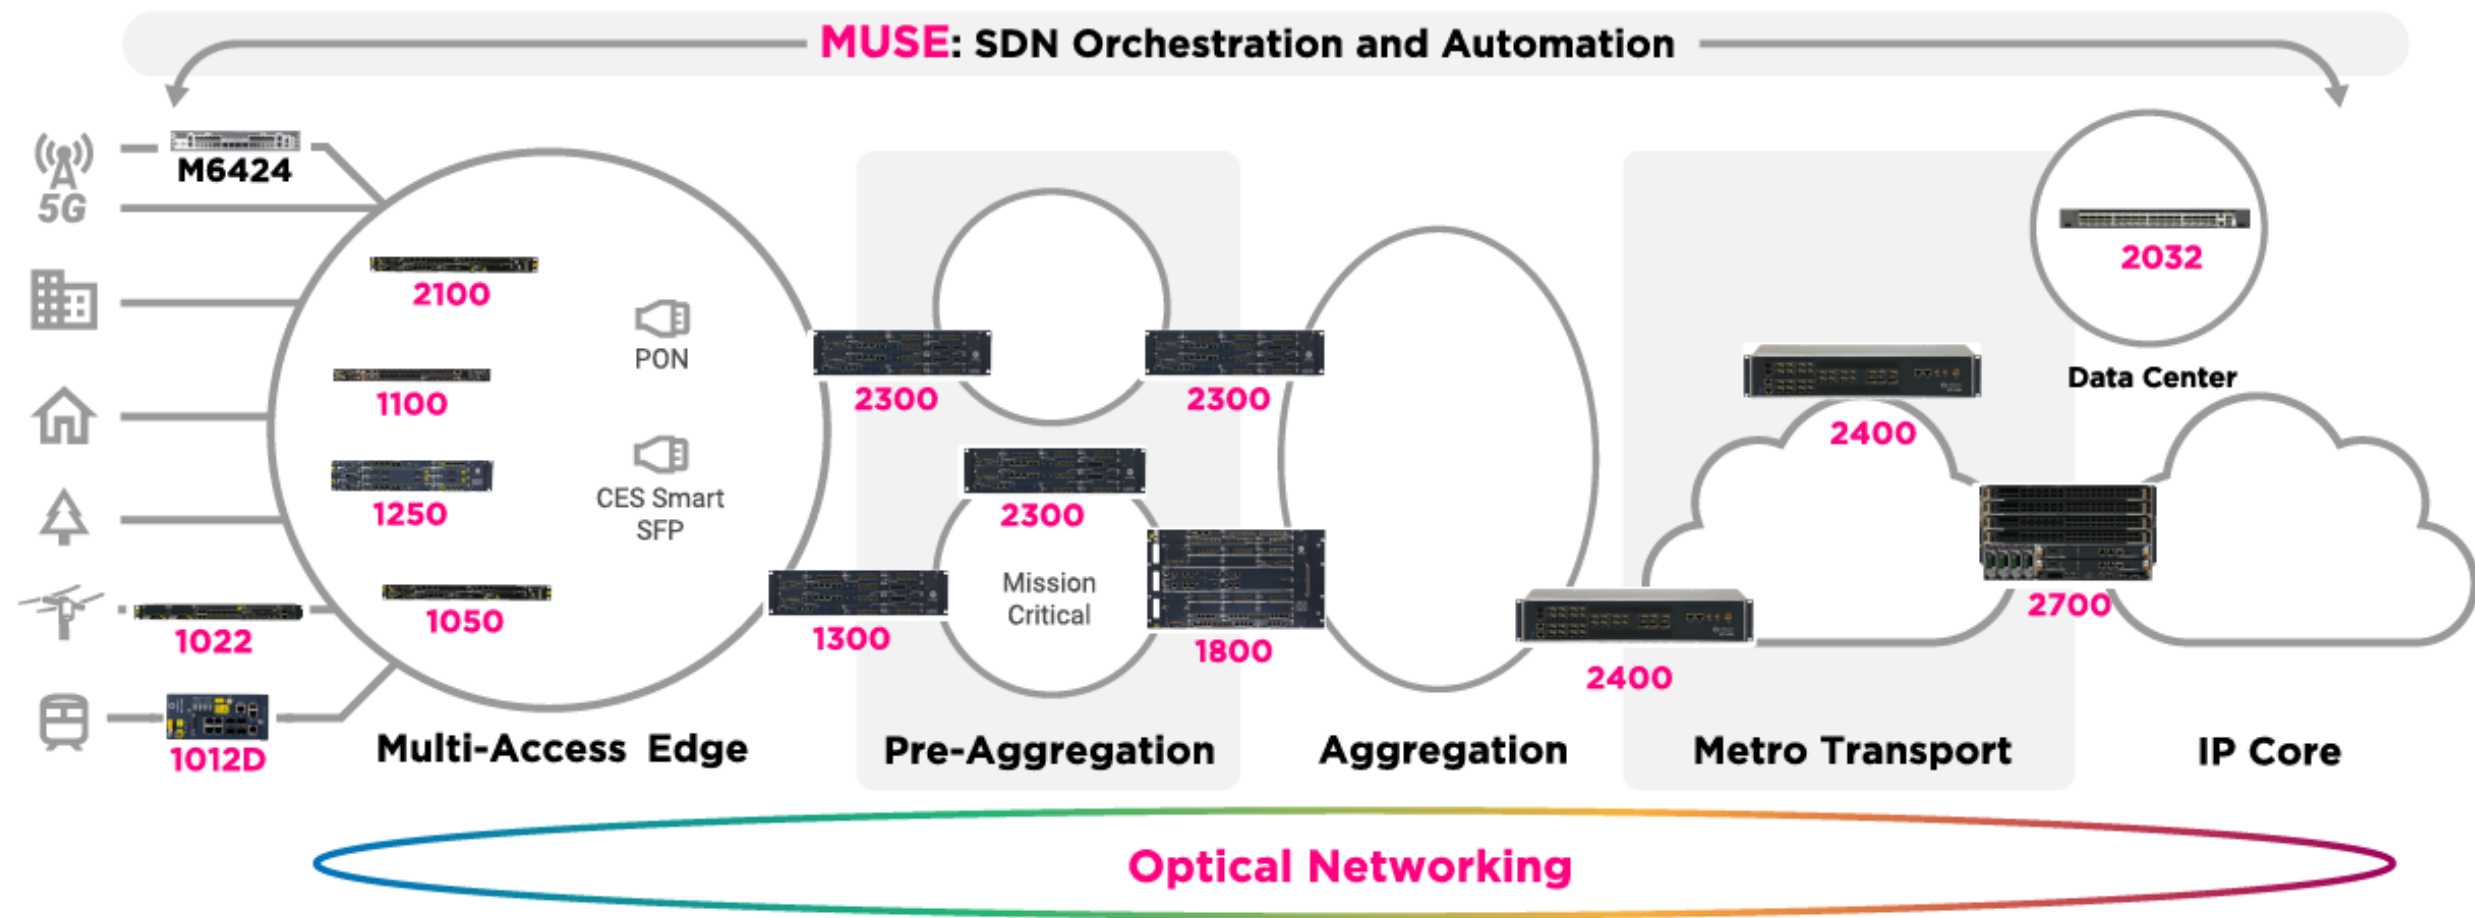 MUSE: SDN Orchestration and Automation
M6424
5G
2100
PON
1100
CES Smart
SFP
1250
1050
1022
1012D
2300
2300
2300
Mission
Critical
1300
1800
2032
Data Center
2400
2400
2700
Multi-Access Edge
Pre-Aggregation
Aggregation
Metro Transport
IP Core
Optical Networking